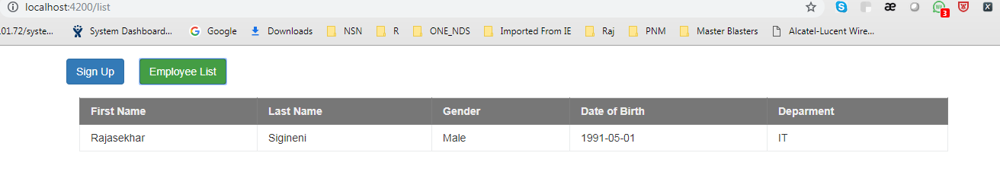 localhost:4200/list
3
.01.72/syste... System Dashboard... Google Downloads NSN R ONE_NDS Imported From IE Raj PNM Master Blasters Alcatel-Lucent Wire...
Sign Up Employee List
First Name Last Name Gender Date of Birth Deparment
Rajasekhar Sigineni Male 1991-05-01 IT